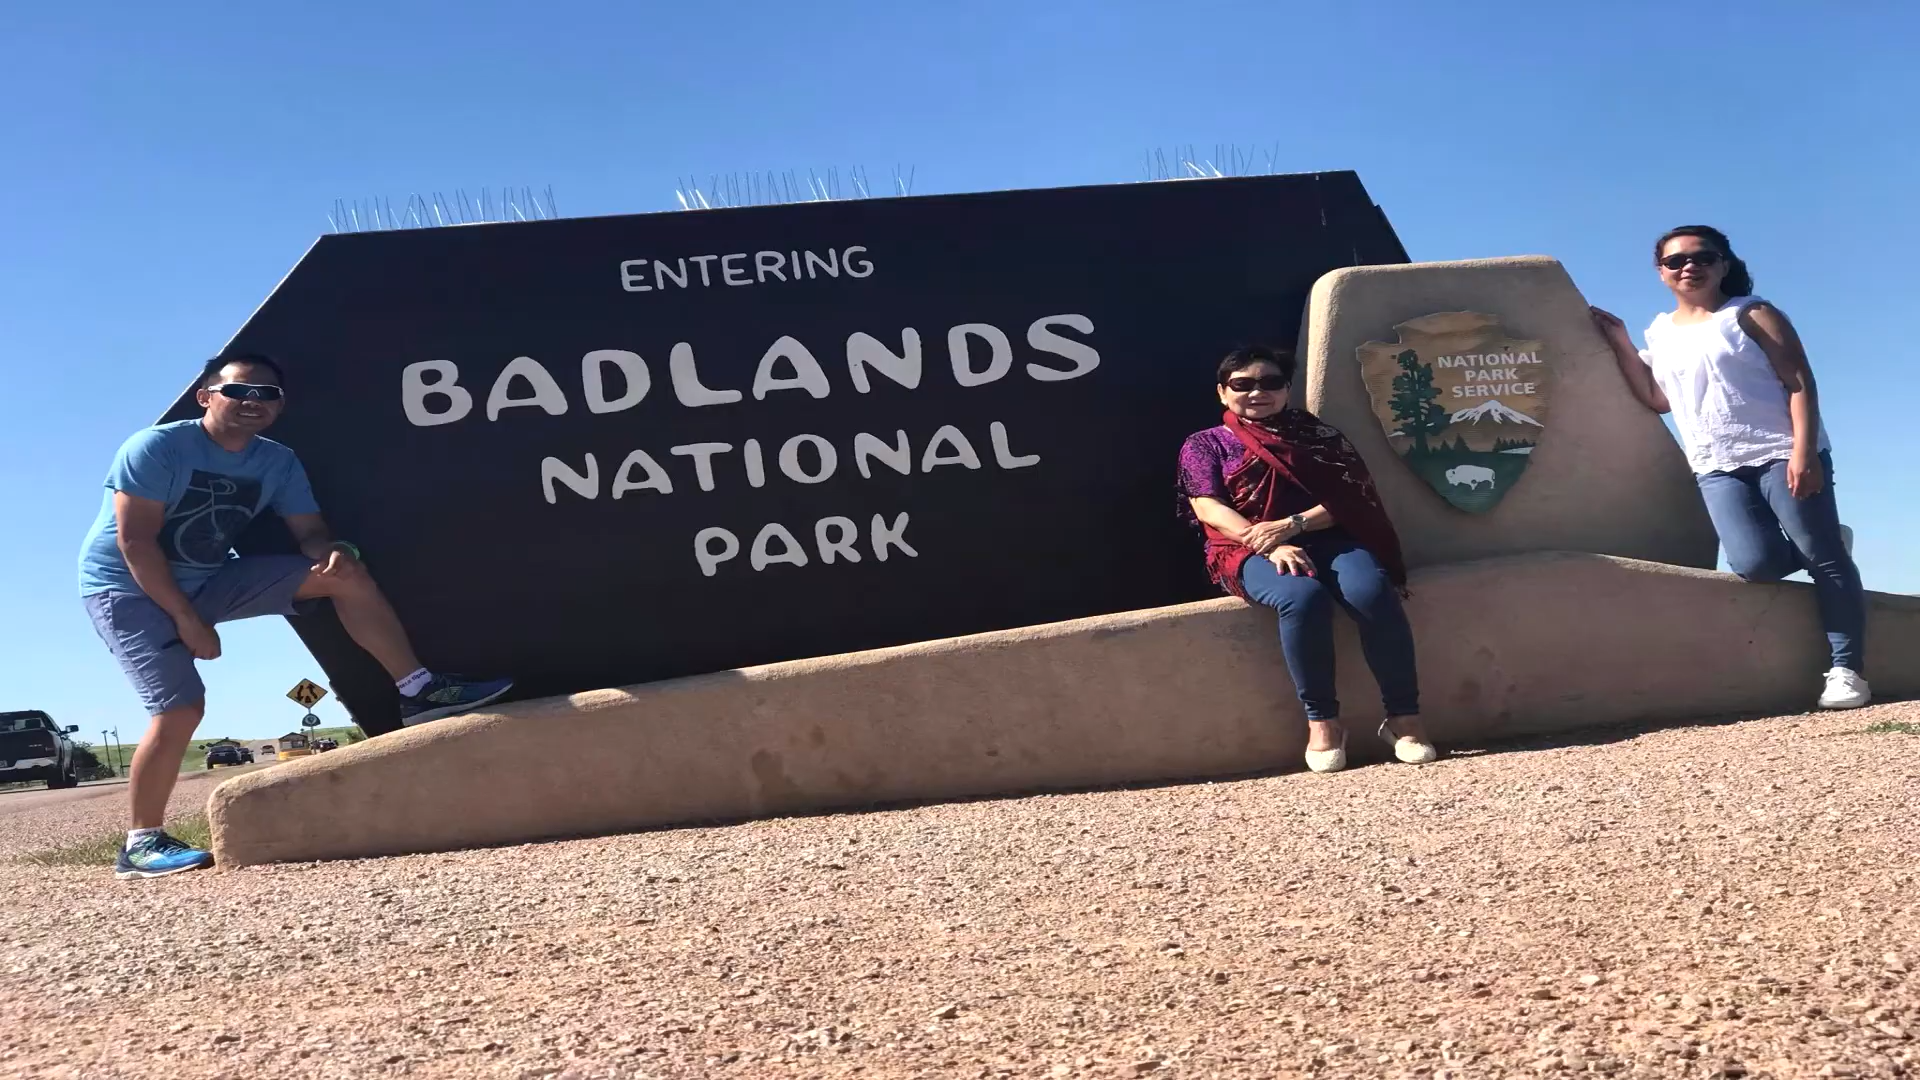 ENTERING
BADLANDS
NATIONAL
PARK
NATIONAL
PARK
SERVICE